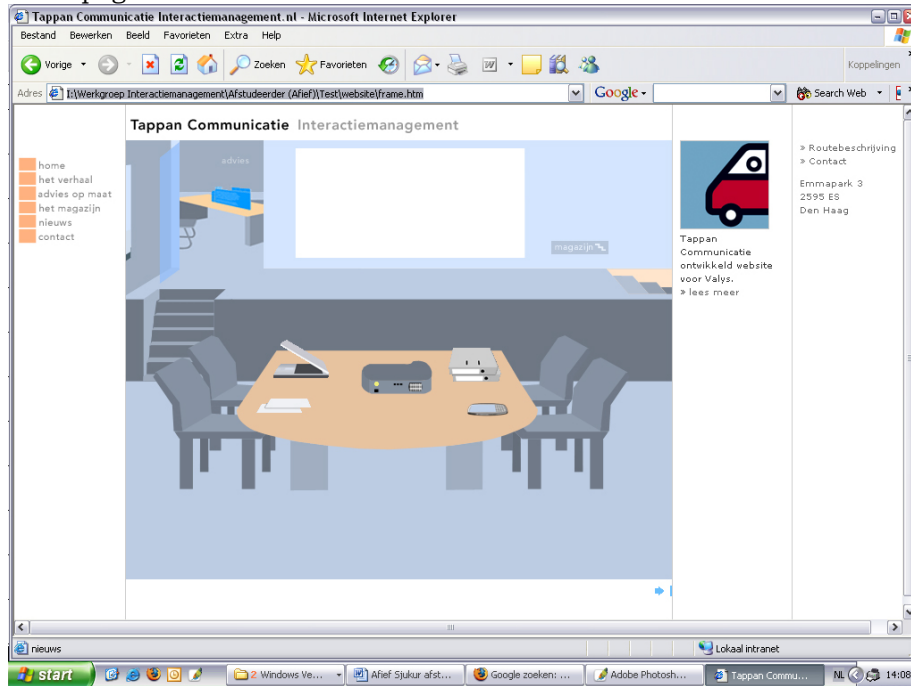 Tappan Communicatie Interactiemanagement.nl - Microsoft Internet Explorer
Bestand Bewerken Beeld Favorieten Extra Help
Vorige Zoeken Favorieten Koppelingen
Adres I:\Werkgroep Interactiemanagement\Afstudeerder (Afief)\Test\website\frame.htm Google Search Web
Tappan Communicatie Interactiemanagement
home
het verhaal
advies op maat
het magazijn
nieuws
contact
advies
magazijn
Tappan
Communicatie
ontwikkeld website
voor Valys.
» lees meer
» Routebeschrijving
» Contact
Emmapark 3
2595 ES
Den Haag
nieuws Lokaal intranet
start 2 Windows Ve... Afief Sjukur afst... Google zoeken: ... Adobe Photosh... Tappan Commu... NL 14:08